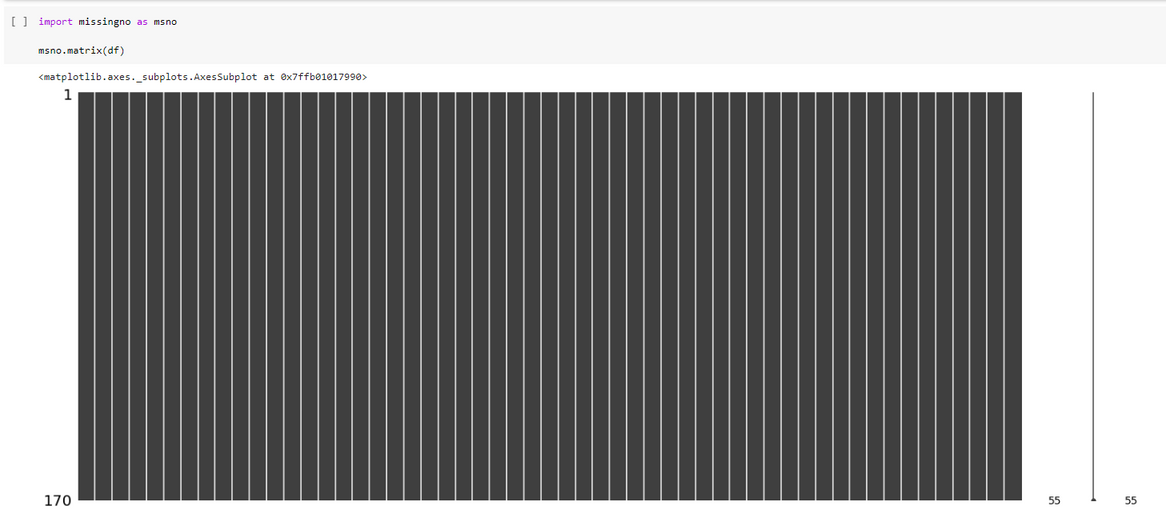 [ ] import missingno as msno
msno.matrix(df)
<matplotlib.axes._subplots.AxesSubplot at 0x7ffb01017990>
1
170
55 55